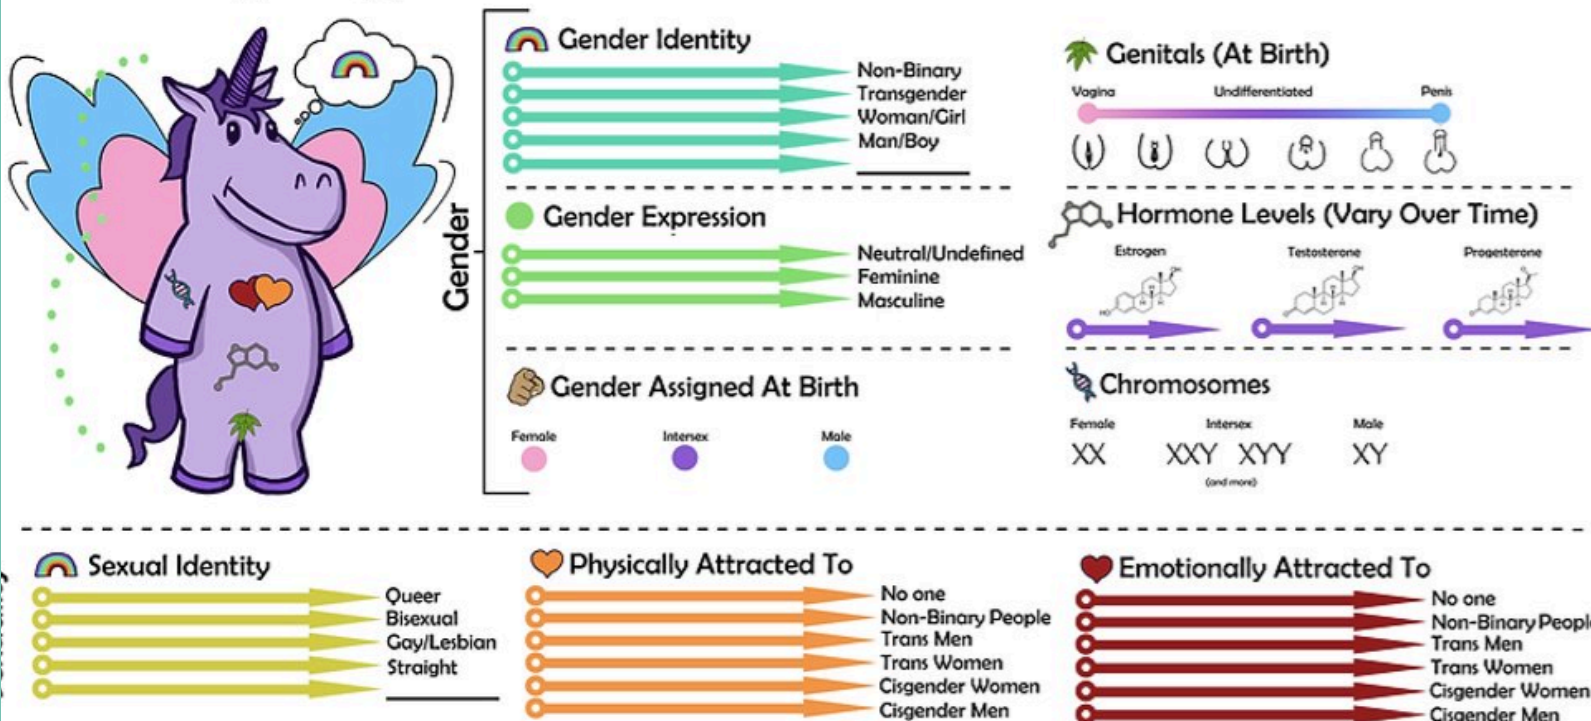 Gender
Gender Identity
Non-Binary
Transgender
Woman/Girl
Man/Boy
Gender Expression
Neutral/Undefined
Feminine
Masculine
Gender Assigned At Birth
Female Intersex Male
Genitals (At Birth)
Vagina Undifferentiated Penis
Hormone Levels (Vary Over Time)
Estrogen Testosterone Progesterone
Chromosomes
Female Intersex Male
XX XXY XYY XY
(and more)
Sexual Identity
Queer
Bisexual
Gay/Lesbian
Straight
Physically Attracted To
No one
Non-Binary People
Trans Men
Trans Women
Cisgender Women
Cisgender Men
Emotionally Attracted To
No one
Non-Binary People
Trans Men
Trans Women
Cisgender Women
Cisgender Men